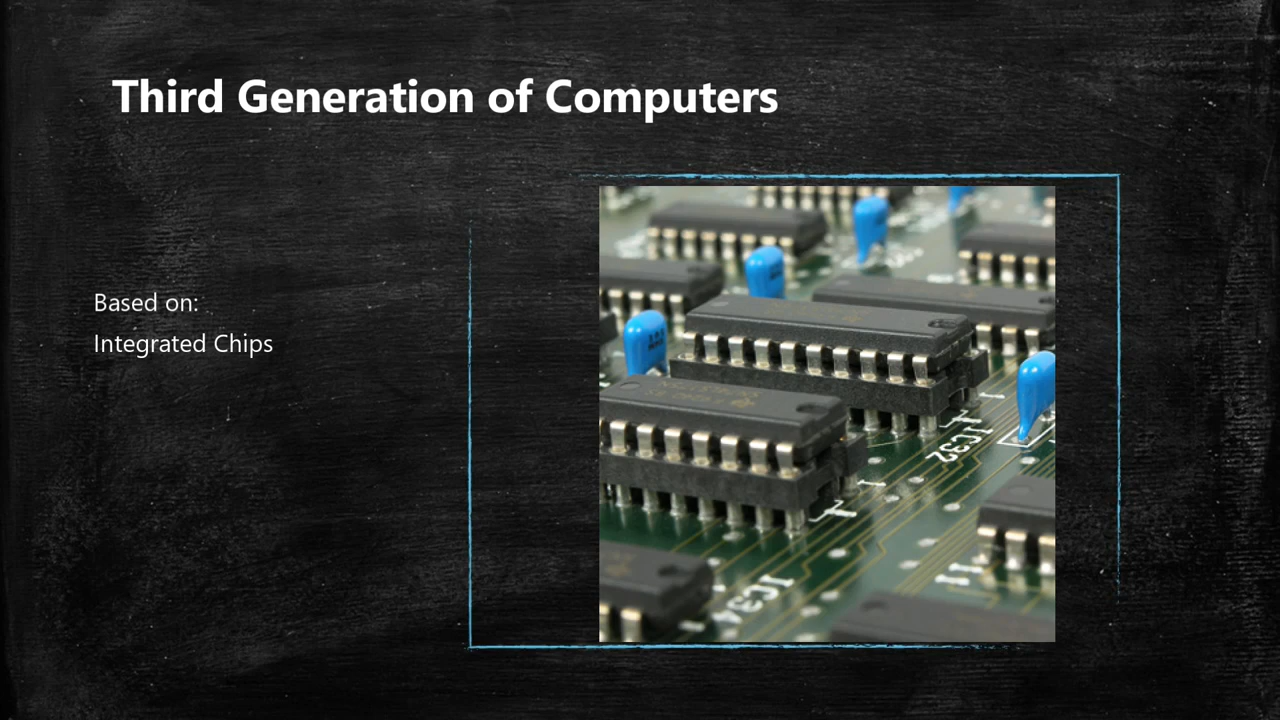 Third Generation of Computers
Based on:
Integrated Chips
IC32
IC34